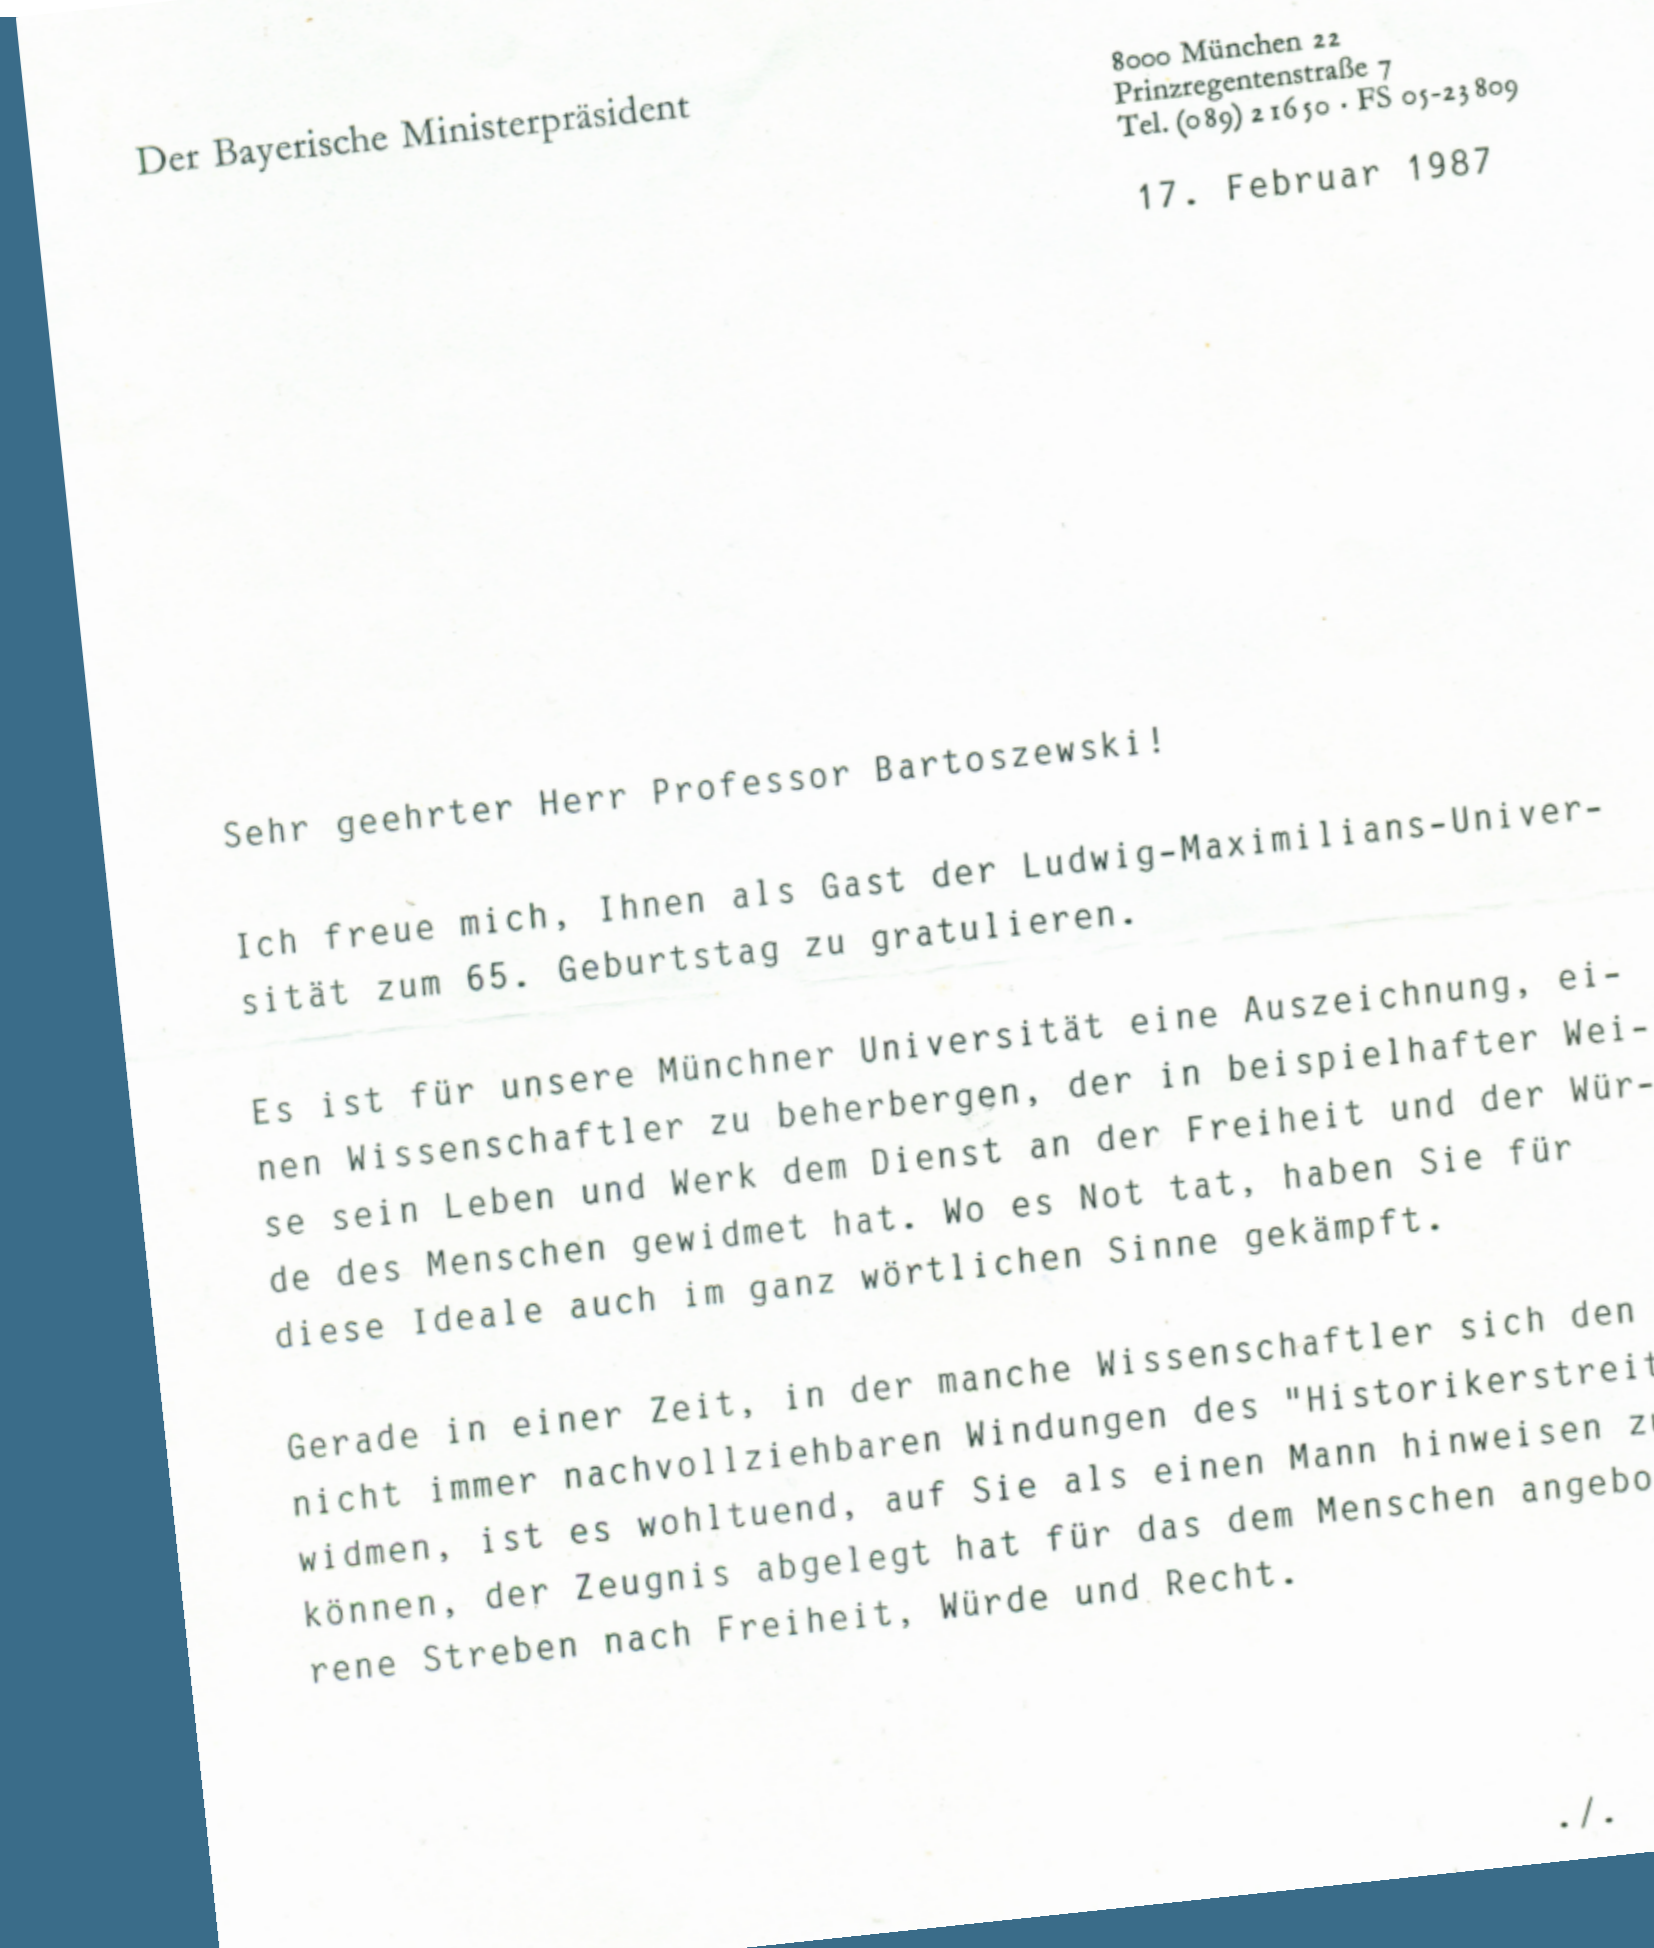 Der Bayerische Ministerpräsident
8000 München 22
Prinzregentenstraße 7
Tel. (089) 21650 · FS 05-23809
17. Februar 1987
Sehr geehrter Herr Professor Bartoszewski!
Ich freue mich, Ihnen als Gast der Ludwig-Maximilians-Univer-
sität zum 65. Geburtstag zu gratulieren.
Es ist für unsere Münchner Universität eine Auszeichnung, ei-
nen Wissenschaftler zu beherbergen, der in beispielhafter Wei-
se sein Leben und Werk dem Dienst an der Freiheit und der Wür-
de des Menschen gewidmet hat. Wo es Not tat, haben Sie für
diese Ideale auch im ganz wörtlichen Sinne gekämpft.
Gerade in einer Zeit, in der manche Wissenschaftler sich den
nicht immer nachvollziehbaren Windungen des "Historikerstreit
widmen, ist es wohltuend, auf Sie als einen Mann hinweisen zu
können, der Zeugnis abgelegt hat für das dem Menschen angebo
rene Streben nach Freiheit, Würde und Recht.
./.